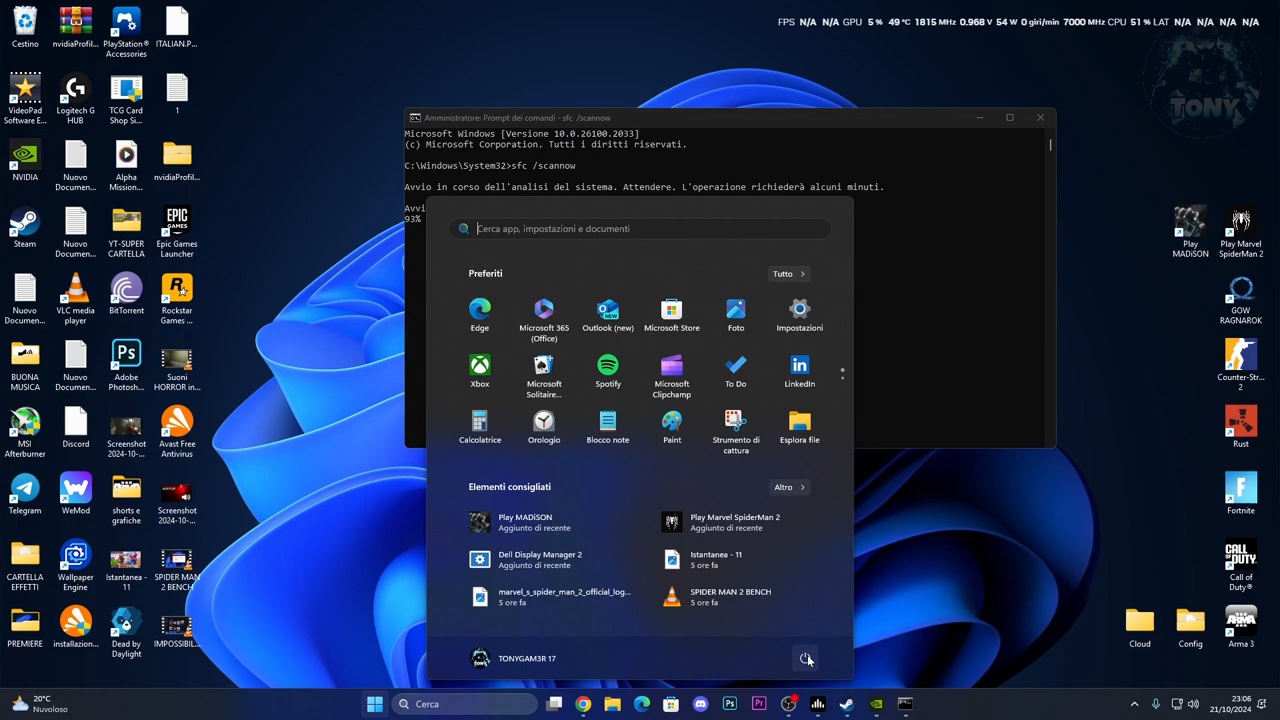 FPS N/A N/A GPU 5 % 49 °C 1815 MHz 0.968 V 54 W 0 giri/min 7000 MHz CPU 51 % LAT N/A N/A N/A N/A
Cestino
nvidiaProfil...
PlayStation® Accessories
ITALIAN.P...
VideoPad Software E...
Logitech G HUB
TCG Card Shop Si...
1
NVIDIA
Nuovo Documen...
Alpha Mission...
nvidiaProfil...
Steam
Nuovo Documen...
YT-SUPER CARTELLA
Epic Games Launcher
Nuovo Documen...
VLC media player
BitTorrent
Rockstar Games ...
BUONA MUSICA
Nuovo Documen...
Adobe Photosh...
Suoni HORROR in...
MSI Afterburner
Discord
Screenshot 2024-10-...
Avast Free Antivirus
Telegram
WeMod
shorts e grafiche
Screenshot 2024-10-...
CARTELLA EFFETTI
Wallpaper Engine
Istantanea - 11
SPIDER MAN 2 BENCH
PREMIERE
installazion...
Dead by Daylight
IMPOSSIBIL...
TONY
Amministratore: Prompt dei comandi - sfc /scannow
Microsoft Windows [Versione 10.0.26100.2033]
(c) Microsoft Corporation. Tutti i diritti riservati.
C:\Windows\System32>sfc /scannow
Avvio in corso dell'analisi del sistema. Attendere. L'operazione richiederà alcuni minuti.
Avvi
93%
Cerca app, impostazioni e documenti
Preferiti
Tutto
Edge
Microsoft 365 (Office)
Outlook (new)
Microsoft Store
Foto
Impostazioni
Xbox
Microsoft Solitaire...
Spotify
Microsoft Clipchamp
To Do
LinkedIn
Calcolatrice
Orologio
Blocco note
Paint
Strumento di cattura
Esplora file
Elementi consigliati
Altro
Play MADiSON
Aggiunto di recente
Play Marvel SpiderMan 2
Aggiunto di recente
Dell Display Manager 2
Aggiunto di recente
Istantanea - 11
5 ore fa
marvel_s_spider_man_2_official_log...
5 ore fa
SPIDER MAN 2 BENCH
5 ore fa
TONYGAM3R 17
Play MADiSON
Play Marvel SpiderMan 2
GOW RAGNAROK
Counter-Str... 2
Rust
Fortnite
Call of Duty®
Cloud
Config
Arma 3
20°C
Nuvoloso
Cerca
23:06
21/10/2024